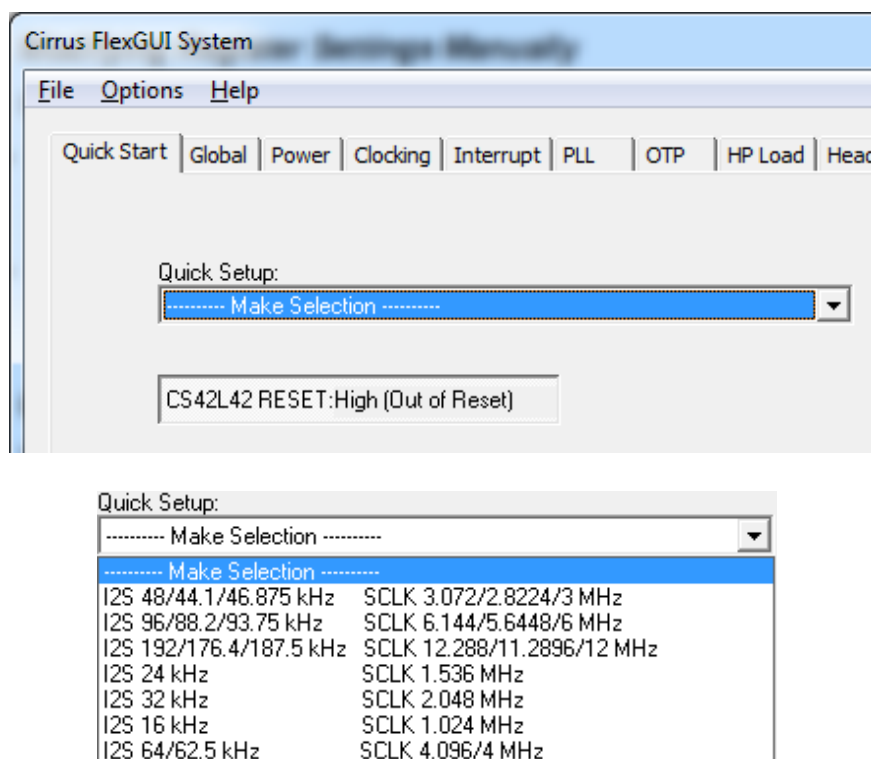 Cirrus FlexGUI System
File Options Help
Quick Start Global Power Clocking Interrupt PLL OTP HP Load Head
Quick Setup:
---------- Make Selection ----------
CS42L42 RESET:High (Out of Reset)
Quick Setup:
---------- Make Selection ----------
---------- Make Selection ----------
I2S 48/44.1/46.875 kHz SCLK 3.072/2.8224/3 MHz
I2S 96/88.2/93.75 kHz SCLK 6.144/5.6448/6 MHz
I2S 192/176.4/187.5 kHz SCLK 12.288/11.2896/12 MHz
I2S 24 kHz SCLK 1.536 MHz
I2S 32 kHz SCLK 2.048 MHz
I2S 16 kHz SCLK 1.024 MHz
I2S 64/62.5 kHz SCLK 4.096/4 MHz